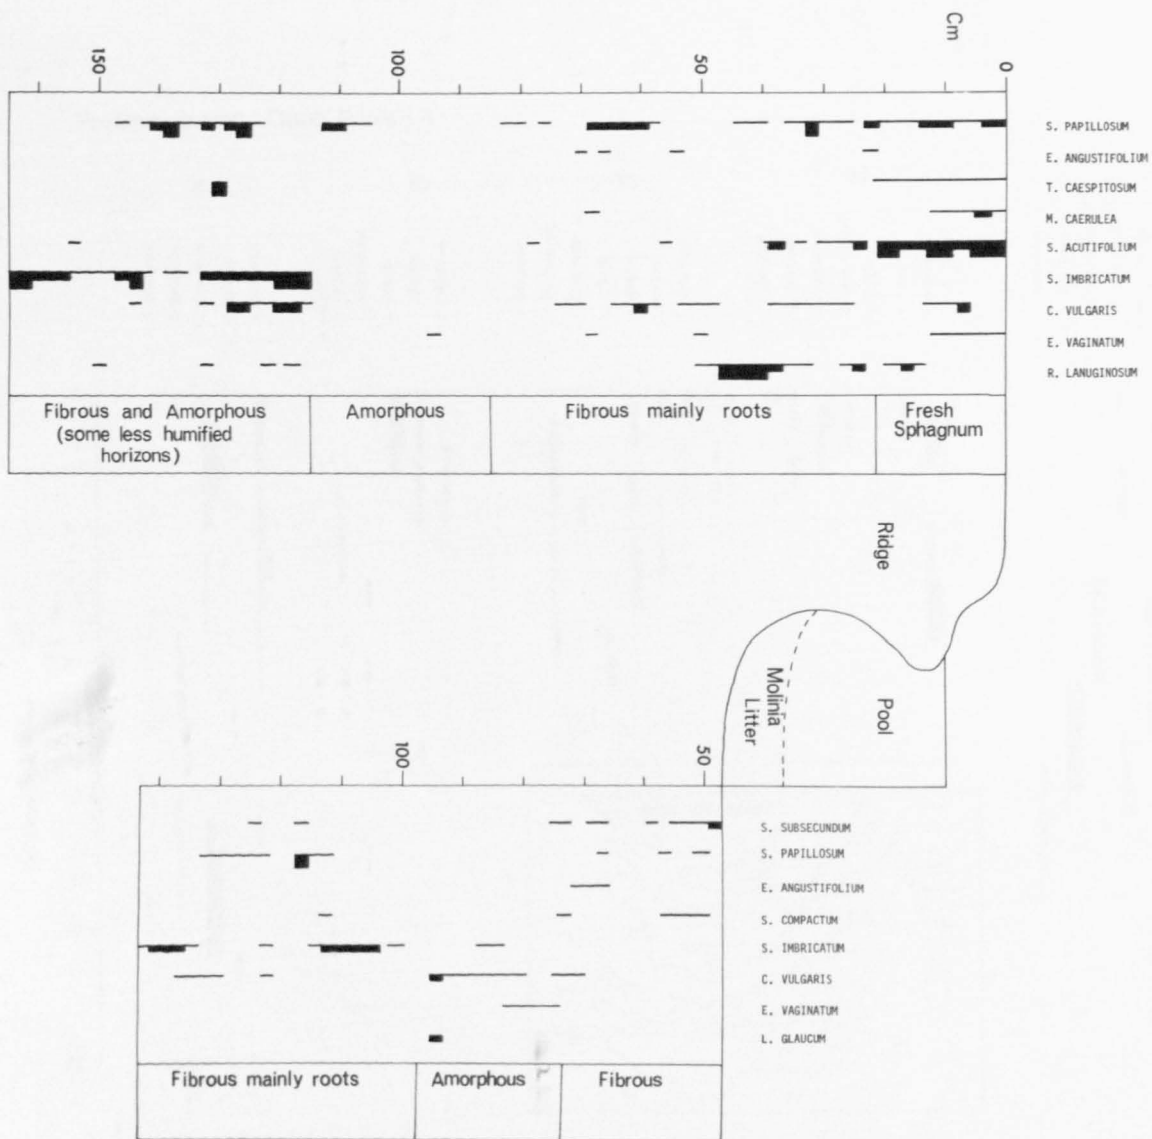 Cm
150
100
50
0
S. PAPILLOSUM
E. ANGUSTIFOLIUM
T. CAESPITOSUM
M. CAERULEA
S. ACUTIFOLIUM
S. IMBRICATUM
C. VULGARIS
E. VAGINATUM
R. LANUGINOSUM
Fibrous and Amorphous
(some less humified
horizons)
Amorphous
Fibrous mainly roots
Fresh
Sphagnum
Ridge
Pool
Molinia
Litter
100
50
S. SUBSECUNDUM
S. PAPILLOSUM
E. ANGUSTIFOLIUM
S. COMPACTUM
S. IMBRICATUM
C. VULGARIS
E. VAGINATUM
L. GLAUCUM
Fibrous mainly roots
Amorphous
Fibrous